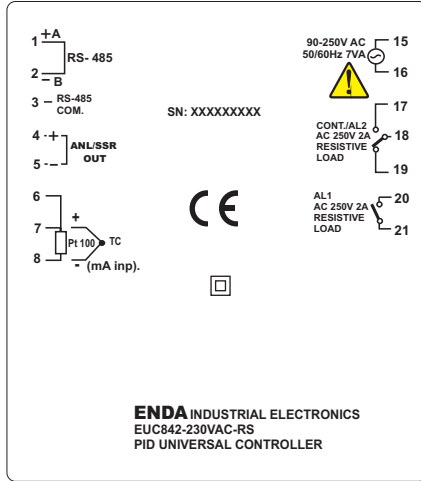 +A
1
RS- 485
2
– B
3 – RS-485
COM.
4 -+
ANL/SSR
OUT
5 --
6
7
+
Pt 100
TC
8
- (mA inp).
SN: XXXXXXXXX
CE
90-250V AC
50/60Hz 7VA
15
16
17
CONT./AL2
AC 250V 2A
RESISTIVE
LOAD
18
19
AL1
AC 250V 2A
RESISTIVE
LOAD
20
21
ENDA INDUSTRIAL ELECTRONICS
EUC842-230VAC-RS
PID UNIVERSAL CONTROLLER